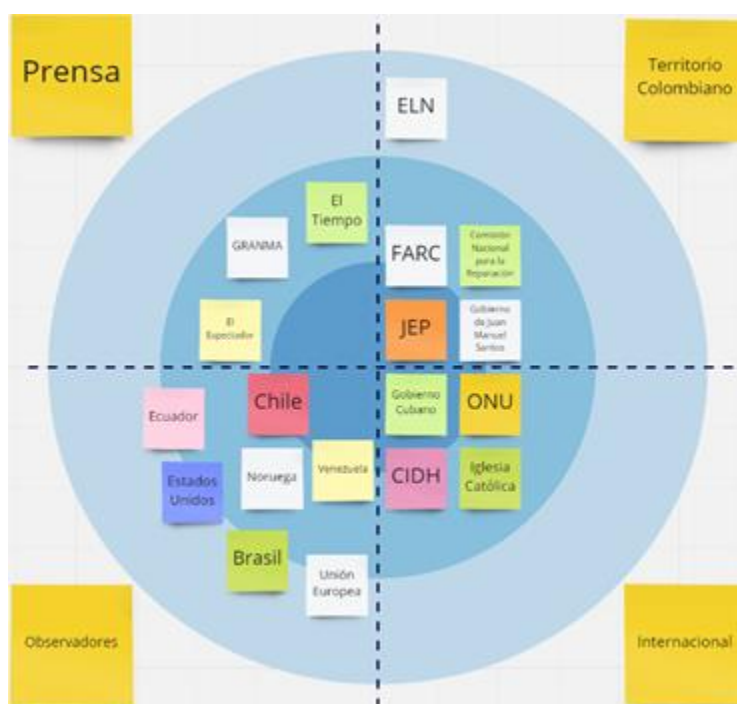 Prensa
Territorio
Colombiano
ELN
El
Tiempo
GRANMA
FARC
Comisión
Nacional
para la
Reparación
El
Espectador
JEP
Gobierno
de Juan
Manuel
Santos
Ecuador
Chile
Gobierno
Cubano
ONU
Estados
Unidos
Noruega
Venezuela
CIDH
Iglesia
Católica
Brasil
Unión
Europea
Observadores
Internacional